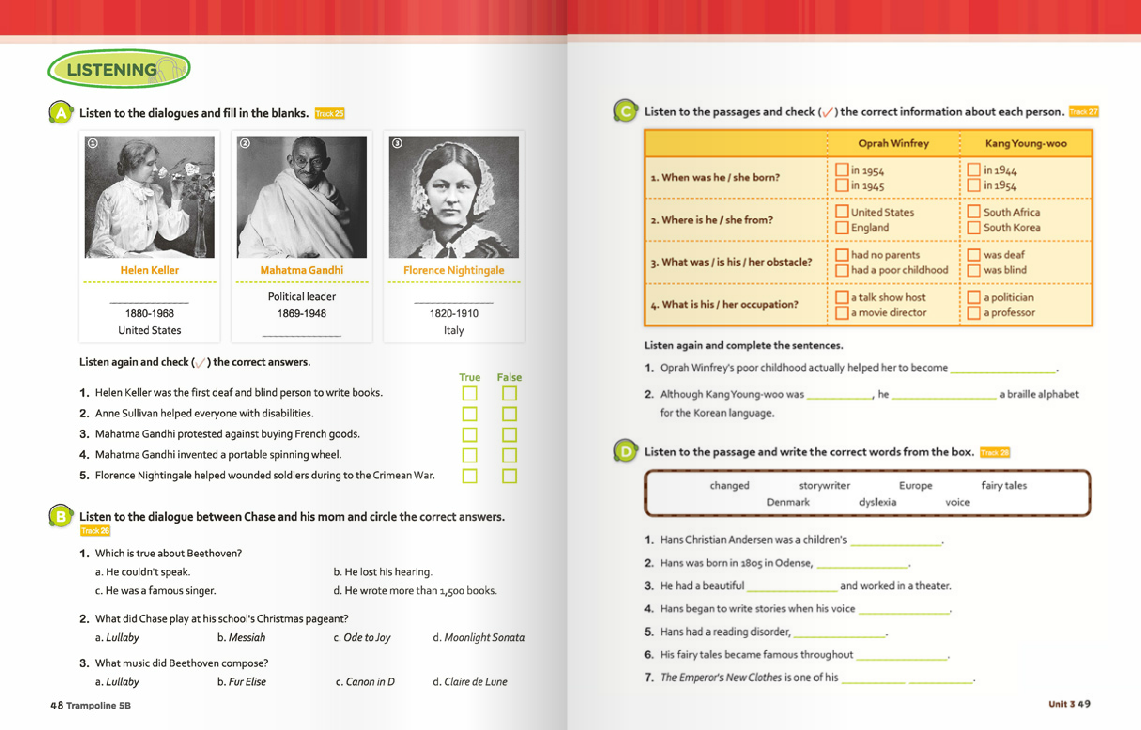 LISTENING
A Listen to the dialogues and fill in the blanks. Track 25
1
2
3
Helen Keller
Mahatma Gandhi
Florence Nightingale
1880-1968
United States
Political leacer
1869-1948
1820-1910
Italy
Listen again and check (✓) the correct answers.
True False
1. Helen Keller was the first ceaf and blind person to write books.
2. Anne Sullivan helped everyone with disabilities.
3. Mahatma Gandhi protested against buying French goods.
4. Mahatma Gandhi invented a portable spinning wheel.
5. Florence Nightingale helped wounded sold ers during to the Crimean War.
B Listen to the dialogue between Chase and his mom and circle the correct answers.
Track 26
1. Which is true about Beethoven?
a. He couldn't speak. b. He lost his hearing.
c. He was a famous singer. d. He wrote more than 1,500 books.
2. What did Chase play at his school's Christmas pageant?
a. Lullaby b. Messiah c Ode to Joy d. Moonlight Sonata
3. What music did Beethoven compose?
a. Lullaby b. Fur Elise c. Canon in D d. Claire de Lune
48 Trampoline 5B
C Listen to the passages and check (✓) the correct information about each person. Track 27
Oprah Winfrey Kang Young-woo
1. When was he / she born?
in 1954
in 1945
in 1944
in 1954
2. Where is he / she from?
United States
England
South Africa
South Korea
3. What was / is his / her obstacle?
had no parents
had a poor childhood
was deaf
was blind
4. What is his / her occupation?
a talk show host
a movie director
a politician
a professor
Listen again and complete the sentences.
1. Oprah Winfrey's poor childhood actually helped her to become ____________.
2. Although Kang Young-woo was ________, he ____________ a braille alphabet
for the Korean language.
D Listen to the passage and write the correct words from the box. Track 28
changed storywriter Europe fairy tales
Denmark dyslexia voice
1. Hans Christian Andersen was a children's ____________.
2. Hans was born in 1805 in Odense, ____________.
3. He had a beautiful ____________ and worked in a theater.
4. Hans began to write stories when his voice ____________.
5. Hans had a reading disorder, ____________.
6. His fairy tales became famous throughout ____________.
7. The Emperor's New Clothes is one of his ________ ________.
Unit 3 49